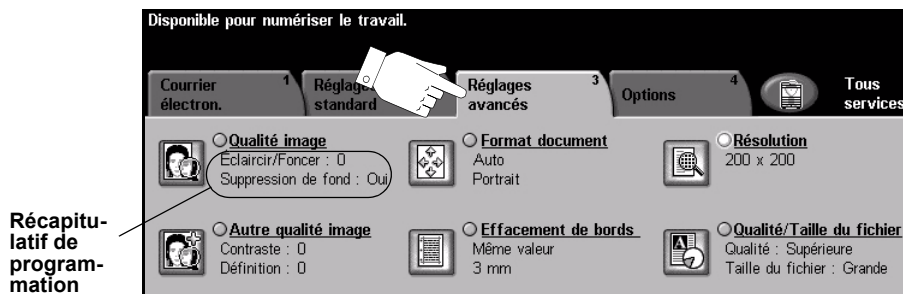 Disponible pour numériser le travail.
Courrier électron. 1
Réglages standard
Réglages avancés 3
Options 4
Tous services
Qualité image
Éclaircir/Foncer : 0
Suppression de fond : Oui
Format document
Auto
Portrait
Résolution
200 x 200
Récapitu-
latif de
program-
mation
Autre qualité image
Contraste : 0
Définition : 0
Effacement de bords
Même valeur
3 mm
Qualité/Taille du fichier
Qualité : Supérieure
Taille du fichier : Grande